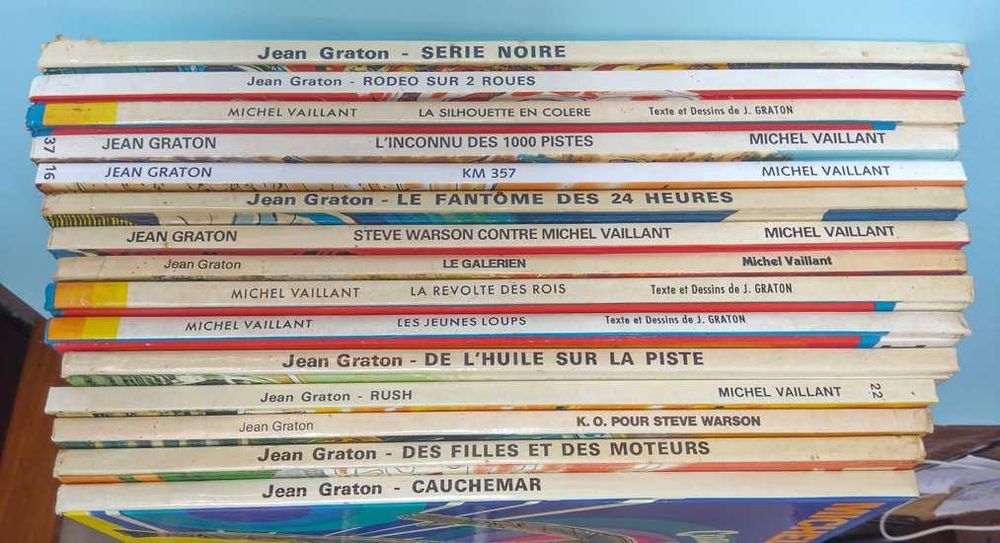 Jean Graton - SERIE NOIRE
Jean Graton - RODEO SUR 2 ROUES
MICHEL VAILLANT LA SILHOUETTE EN COLERE Texte et Dessins de J. GRATON
37 JEAN GRATON L'INCONNU DES 1000 PISTES MICHEL VAILLANT
16 JEAN GRATON KM 357 MICHEL VAILLANT
Jean Graton - LE FANTÔME DES 24 HEURES
JEAN GRATON STEVE WARSON CONTRE MICHEL VAILLANT MICHEL VAILLANT
Jean Graton LE GALERIEN Michel Vaillant
MICHEL VAILLANT LA REVOLTE DES ROIS Texte et Dessins de J. GRATON
MICHEL VAILLANT LES JEUNES LOUPS Texte et Dessins de J. GRATON
Jean Graton - DE L'HUILE SUR LA PISTE
Jean Graton - RUSH MICHEL VAILLANT 22
Jean Graton K. O. POUR STEVE WARSON
Jean Graton - DES FILLES ET DES MOTEURS
Jean Graton - CAUCHEMAR